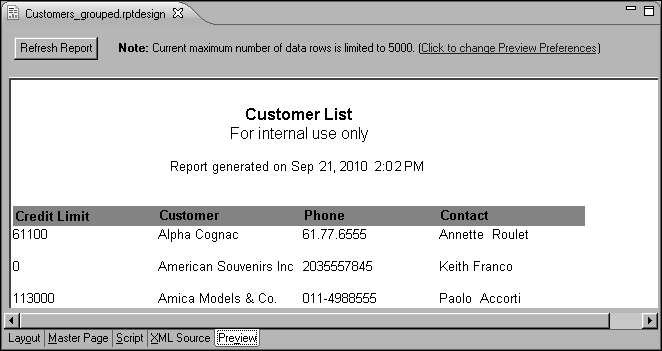 Customers_grouped.rptdesign
Refresh Report Note: Current maximum number of data rows is limited to 5000. (Click to change Preview Preferences)
Customer List
For internal use only
Report generated on Sep 21, 2010 2:02 PM
Credit Limit Customer Phone Contact
61100 Alpha Cognac 61.77.6555 Annette Roulet
0 American Souvenirs Inc 2035557845 Keith Franco
113000 Amica Models & Co. 011-4988555 Paolo Accorti
Layout Master Page Script XML Source Preview